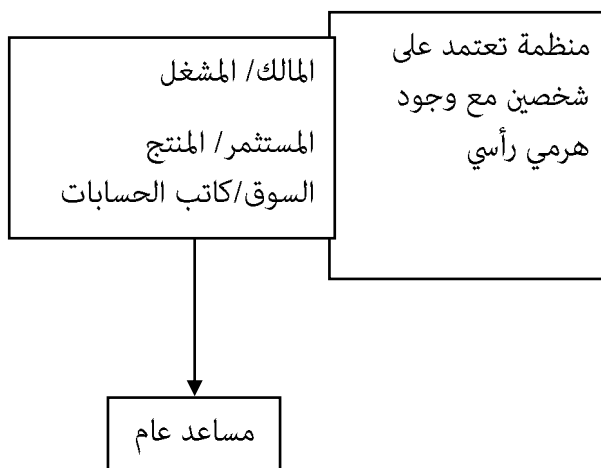 منظمة تعتمد على
شخصين مع وجود
هرمي رأسي
المالك/ المشغل
المستثمر/ المنتج
السوق/كاتب الحسابات
مساعد عام